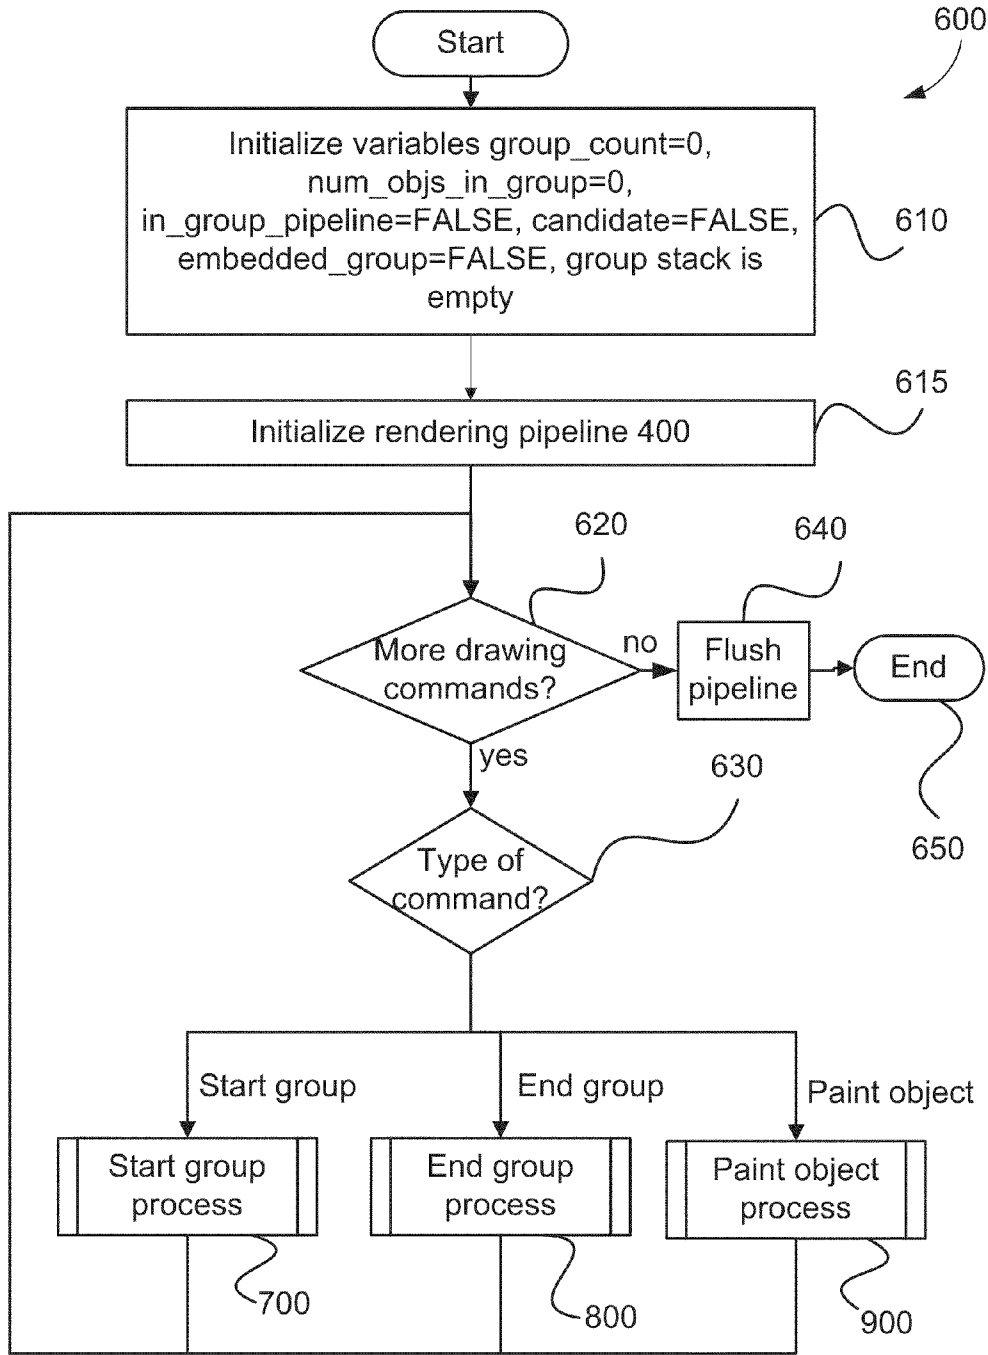 600
Start
Initialize variables group_count=0,
num_objs_in_group=0,
in_group_pipeline=FALSE, candidate=FALSE,
embedded_group=FALSE, group stack is
empty
610
615
Initialize rendering pipeline 400
620
640
More drawing
commands?
no
Flush
pipeline
End
yes
630
650
Type of
command?
Start group
End group
Paint object
Start group
process
End group
process
Paint object
process
700
800
900